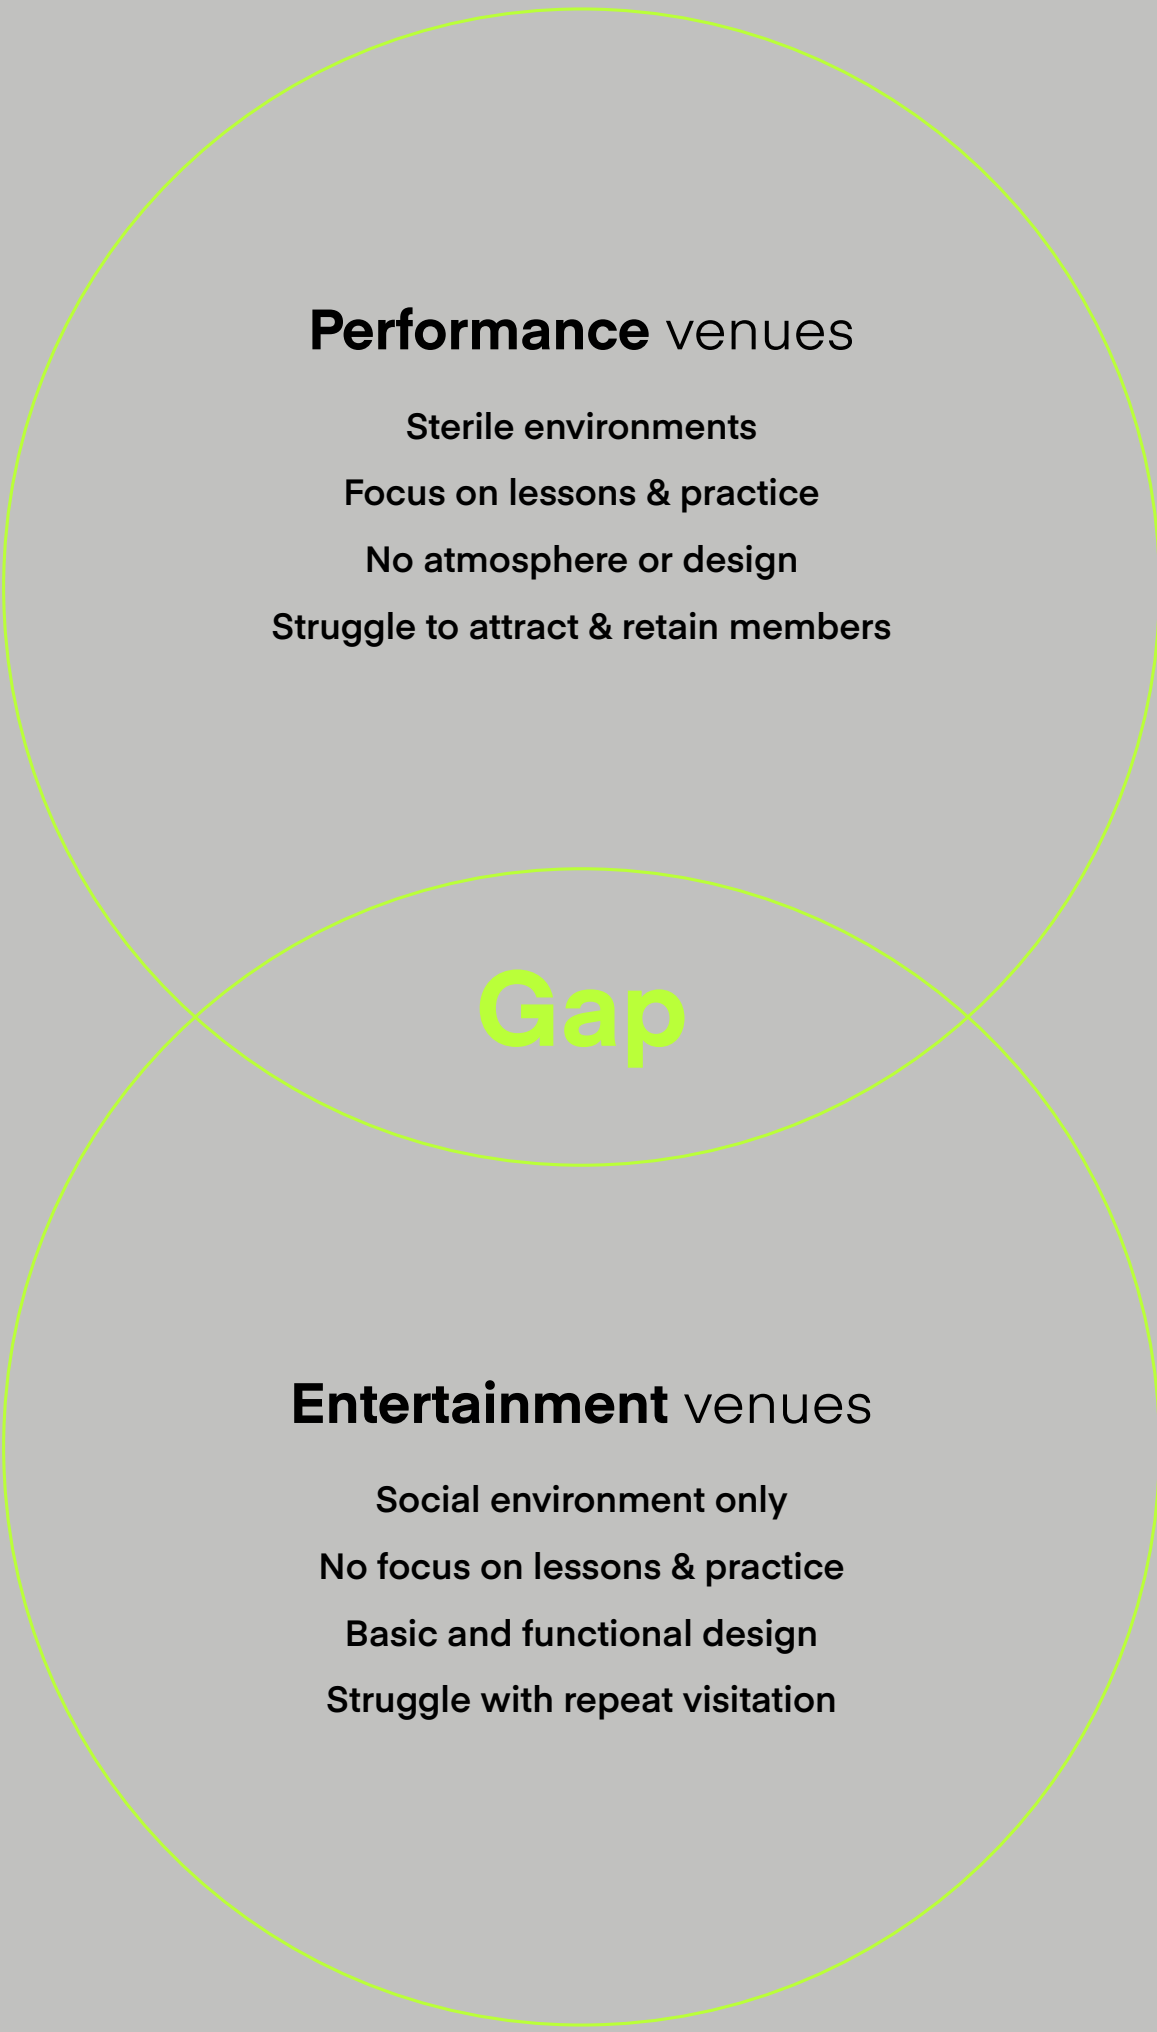 Performance venues
Sterile environments
Focus on lessons & practice
No atmosphere or design
Struggle to attract & retain members
Gap
Entertainment venues
Social environment only
No focus on lessons & practice
Basic and functional design
Struggle with repeat visitation